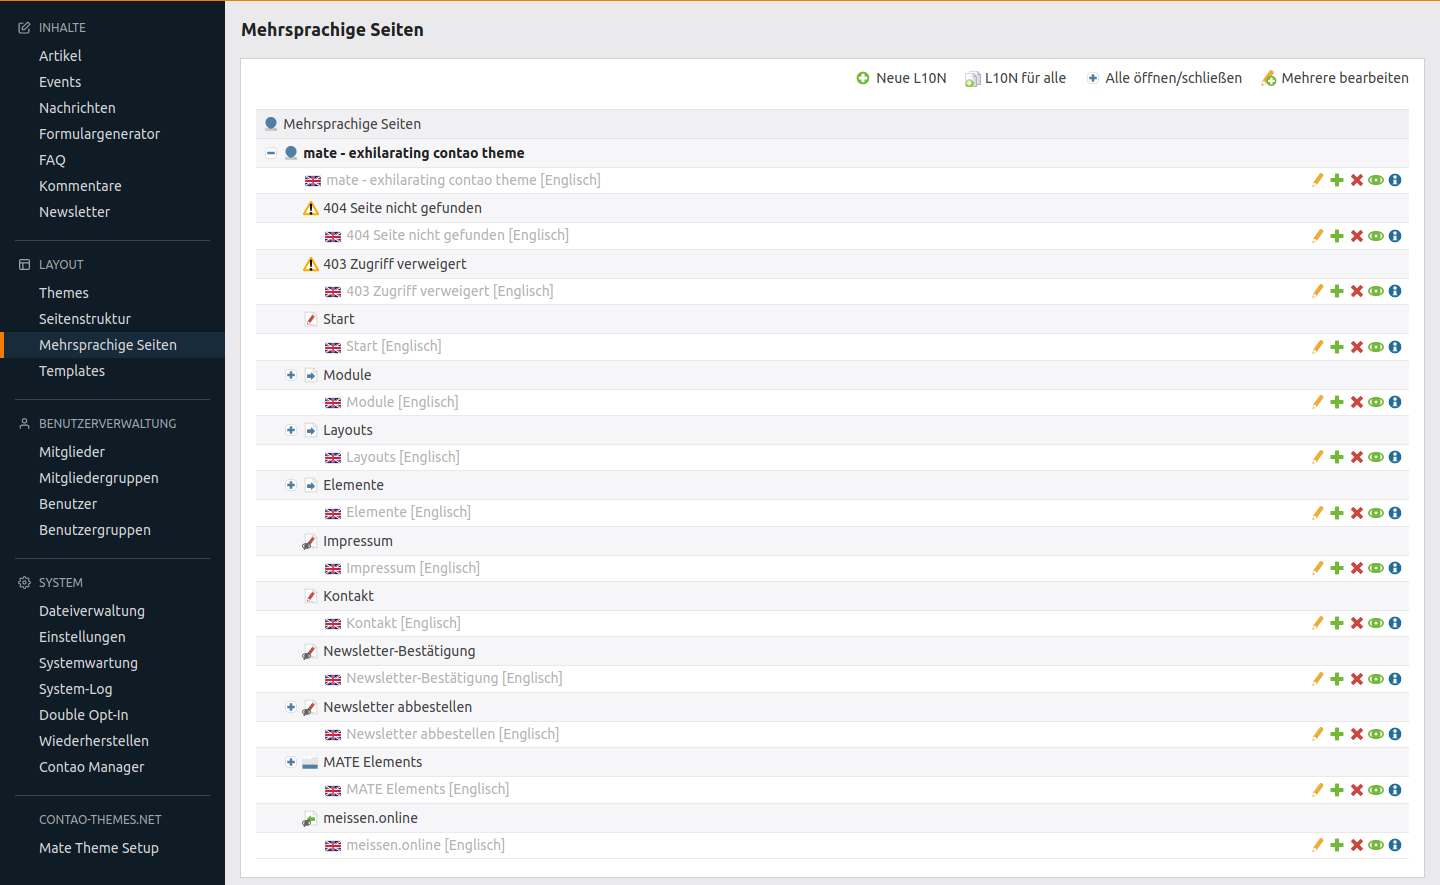 INHALTE
Artikel
Events
Nachrichten
Formulargenerator
FAQ
Kommentare
Newsletter
LAYOUT
Themes
Seitenstruktur
Mehrsprachige Seiten
Templates
BENUTZERVERWALTUNG
Mitglieder
Mitgliedergruppen
Benutzer
Benutzergruppen
SYSTEM
Dateiverwaltung
Einstellungen
Systemwartung
System-Log
Double Opt-In
Wiederherstellen
Contao Manager
CONTAO-THEMES.NET
Mate Theme Setup
Mehrsprachige Seiten
Neue L10N L10N für alle Alle öffnen/schließen Mehrere bearbeiten
Mehrsprachige Seiten
mate - exhilarating contao theme
mate - exhilarating contao theme [Englisch]
404 Seite nicht gefunden
404 Seite nicht gefunden [Englisch]
403 Zugriff verweigert
403 Zugriff verweigert [Englisch]
Start
Start [Englisch]
Module
Module [Englisch]
Layouts
Layouts [Englisch]
Elemente
Elemente [Englisch]
Impressum
Impressum [Englisch]
Kontakt
Kontakt [Englisch]
Newsletter-Bestätigung
Newsletter-Bestätigung [Englisch]
Newsletter abbestellen
Newsletter abbestellen [Englisch]
MATE Elements
MATE Elements [Englisch]
meissen.online
meissen.online [Englisch]